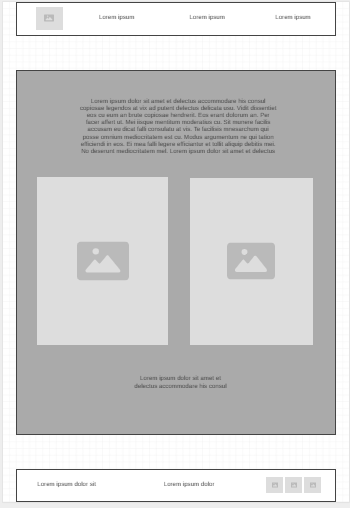 Lorem ipsum Lorem ipsum Lorem ipsum
Lorem ipsum dolor sit amet et delectus accommodare his consul
copiosae legendos at vix ad putent delectus delicata usu. Vidit dissentiet
eos cu eum an brute copiosae hendrerit. Eos erant dolorum an. Per
facer affert ut. Mei iisque mentitum moderatius cu. Sit munere facilis
accusam eu dicat falli consulatu at vis. Te facilisis mnesarchum qui
posse omnium mediocritatem est cu. Modus argumentum ne qui tation
efficiendi in eos. Ei mea falli legere efficiantur et tollit aliquip debitis mei.
No deserunt mediocritatem mel. Lorem ipsum dolor sit amet et delectus
Lorem ipsum dolor sit amet et
delectus accommodare his consul
Lorem ipsum dolor sit Lorem ipsum dolor